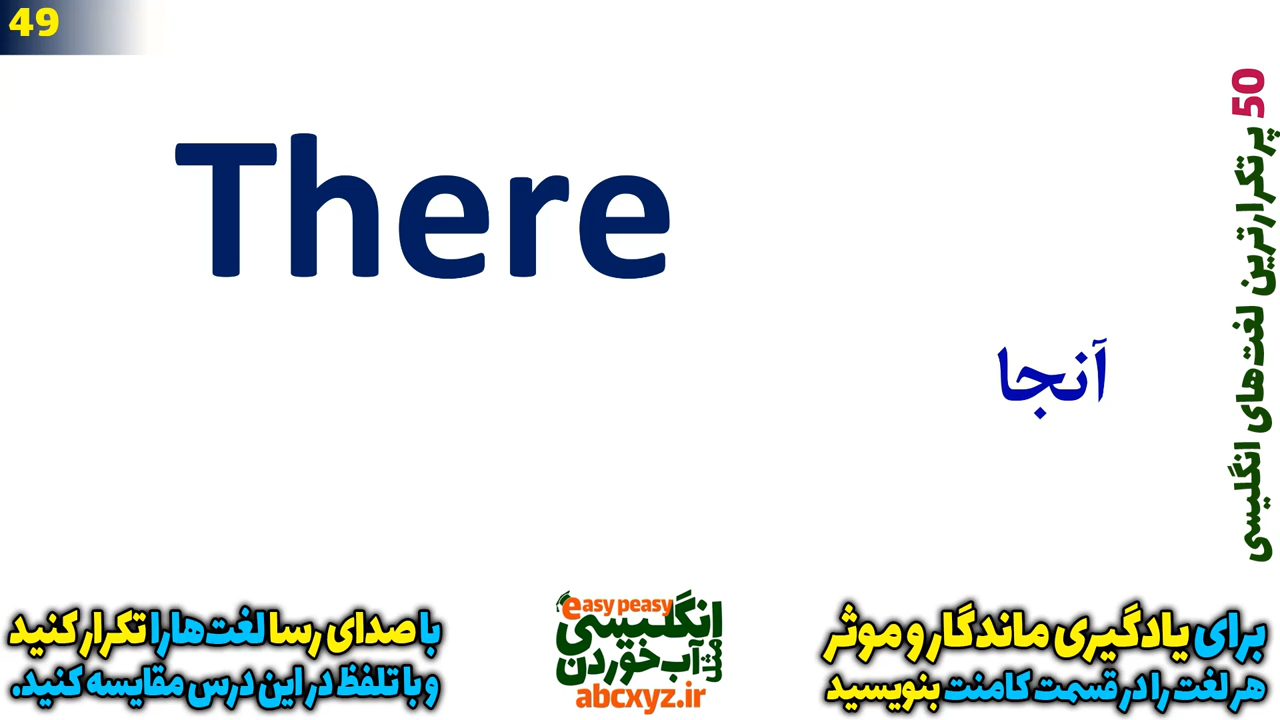 49
There
آنجا
50 پرتکرارترین لغت‌های انگلیسی
برای یادگیری ماندگار و موثر
هر لغت را در قسمت کامنت بنویسید
easy peasy
انگلیسی
مثل آب خوردن
abcxyz.ir
با صدای رسا لغت‌ها را تکرار کنید
و با تلفظ در این درس مقایسه کنید.